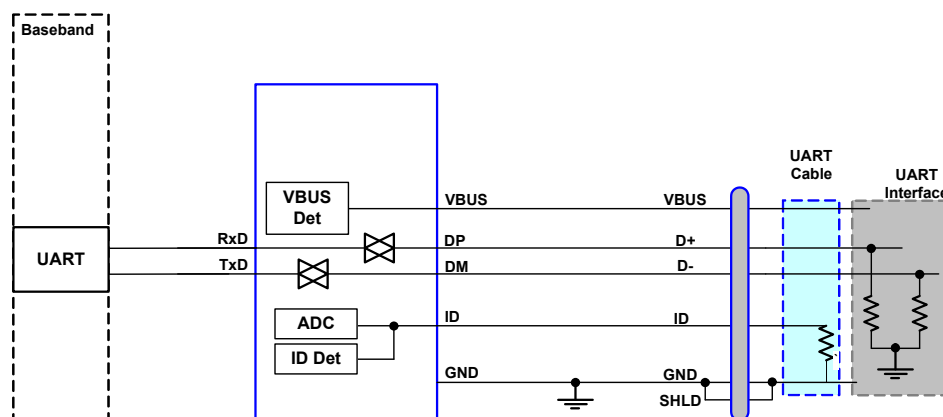 Baseband
UART
Cable
UART
Interface
VBUS
Det
VBUS
VBUS
RxD
DP
D+
UART
TxD
DM
D-
ADC
ID
ID
ID Det
GND
GND
SHLD